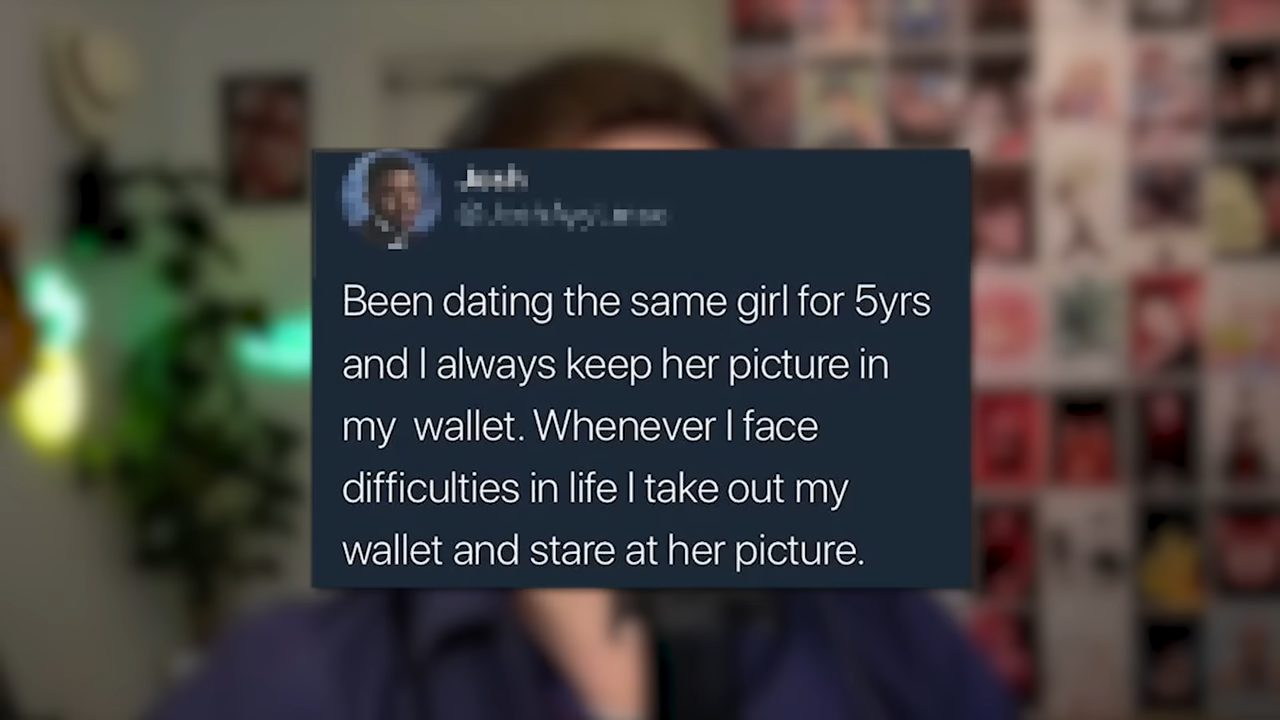 Josh
Been dating the same girl for 5yrs
and I always keep her picture in
my  wallet. Whenever I face
difficulties in life I take out my
wallet and stare at her picture.